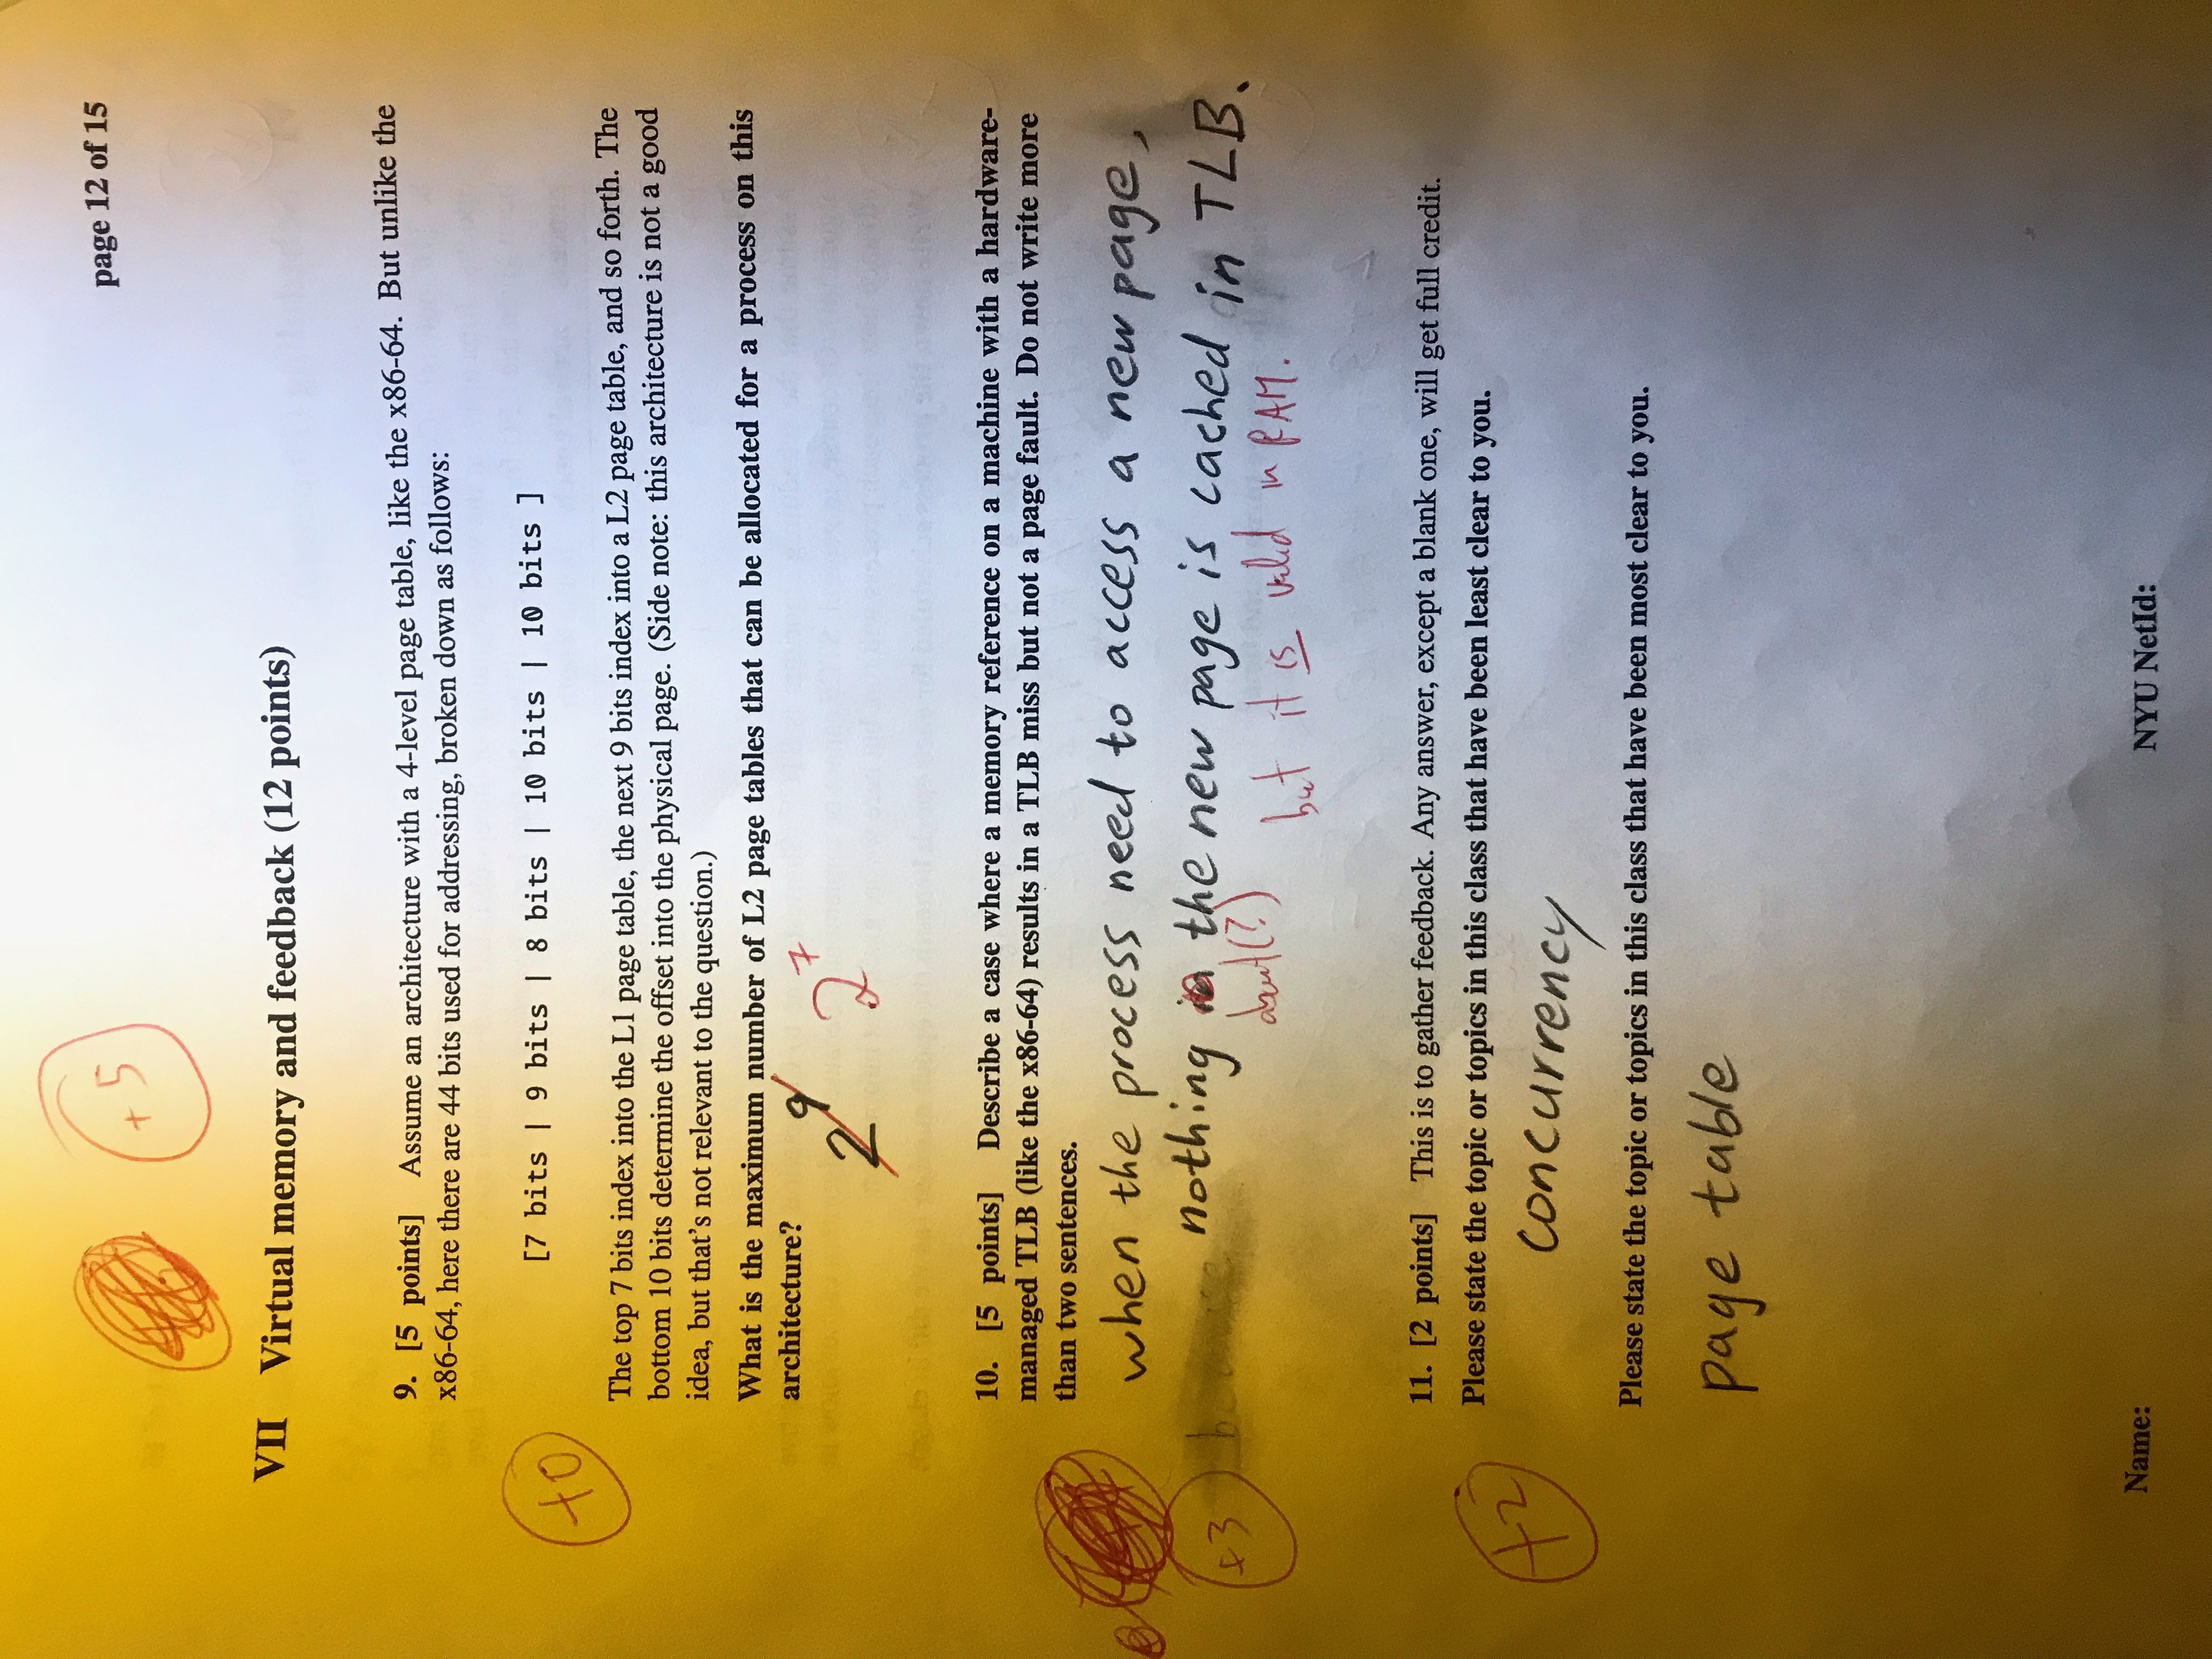 +5
page 12 of 15
VII Virtual memory and feedback (12 points)
9. [5 points] Assume an architecture with a 4-level page table, like the x86-64. But unlike the
x86-64, here there are 44 bits used for addressing, broken down as follows:
[7 bits | 9 bits | 8 bits | 10 bits | 10 bits ]
+0
The top 7 bits index into the L1 page table, the next 9 bits index into a L2 page table, and so forth. The
bottom 10 bits determine the offset into the physical page. (Side note: this architecture is not a good
idea, but that's not relevant to the question.)
What is the maximum number of L2 page tables that can be allocated for a process on this
architecture?
2⁹ 2⁷
10. [5 points] Describe a case where a memory reference on a machine with a hardware-
managed TLB (like the x86-64) results in a TLB miss but not a page fault. Do not write more
than two sentences.
when the process need to access a new page,
+3 nothing in the new page is cached in TLB.
about(?) but it is valid in RAM.
11. [2 points] This is to gather feedback. Any answer, except a blank one, will get full credit.
Please state the topic or topics in this class that have been least clear to you.
+2
concurrency
Please state the topic or topics in this class that have been most clear to you.
page table
Name: NYU NetId: